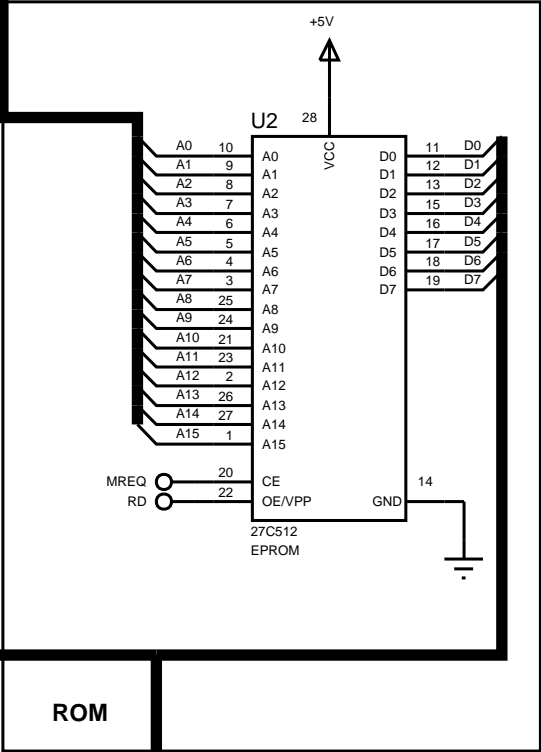 +5V
U2
28
VCC
A0 10 A0 D0 11 D0
A1 9 A1 D1 12 D1
A2 8 A2 D2 13 D2
A3 7 A3 D3 15 D3
A4 6 A4 D4 16 D4
A5 5 A5 D5 17 D5
A6 4 A6 D6 18 D6
A7 3 A7 D7 19 D7
A8 25 A8
A9 24 A9
A10 21 A10
A11 23 A11
A12 2 A12
A13 26 A13
A14 27 A14
A15 1 A15
MREQ 20 CE 14
RD 22 OE/VPP GND
27C512
EPROM
ROM